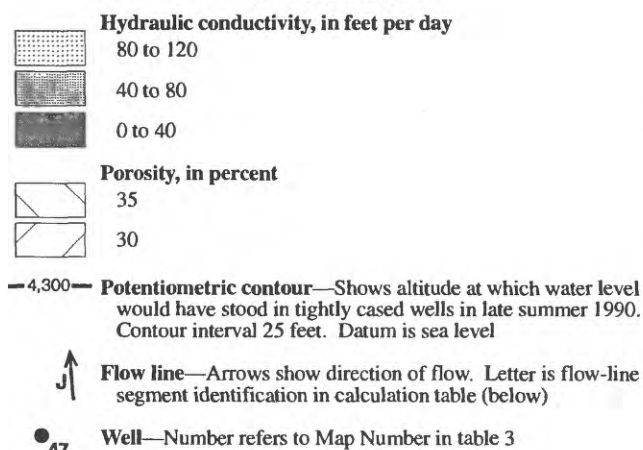 Hydraulic conductivity, in feet per day
80 to 120
40 to 80
0 to 40
Porosity, in percent
35
30
4,300 Potentiometric contour—Shows altitude at which water level
would have stood in tightly cased wells in late summer 1990.
Contour interval 25 feet. Datum is sea level
J Flow line—Arrows show direction of flow. Letter is flow-line
segment identification in calculation table (below)
47 Well—Number refers to Map Number in table 3